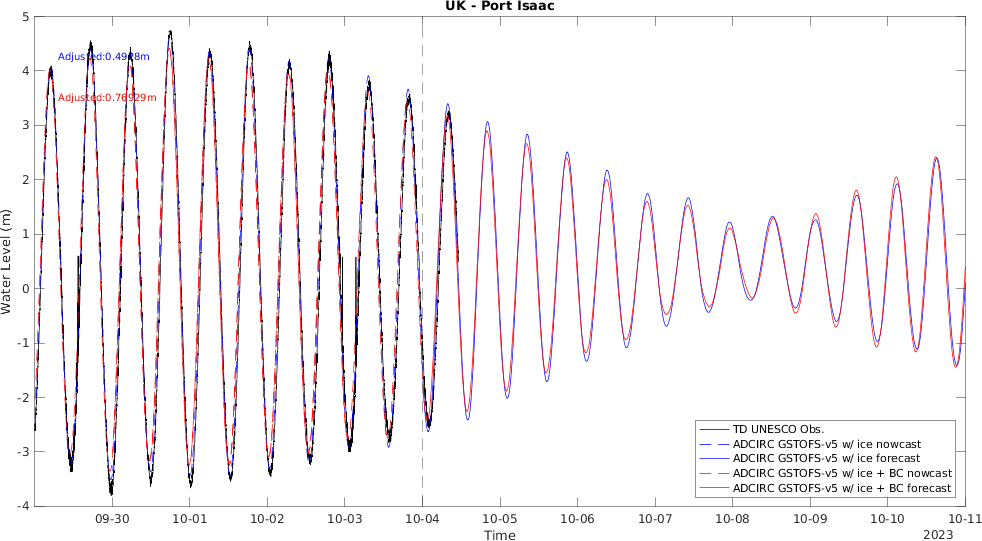 UK - Port Isaac
5
4
3
2
1
0
-1
-2
-3
-4
Water Level (m)
Adjusted:0.4928m
Adjusted:0.76929m
TD UNESCO Obs.
ADCIRC GSTOFS-v5 w/ ice nowcast
ADCIRC GSTOFS-v5 w/ ice forecast
ADCIRC GSTOFS-v5 w/ ice + BC nowcast
ADCIRC GSTOFS-v5 w/ ice + BC forecast
09-30 10-01 10-02 10-03 10-04 10-05 10-06 10-07 10-08 10-09 10-10 10-11
Time
2023